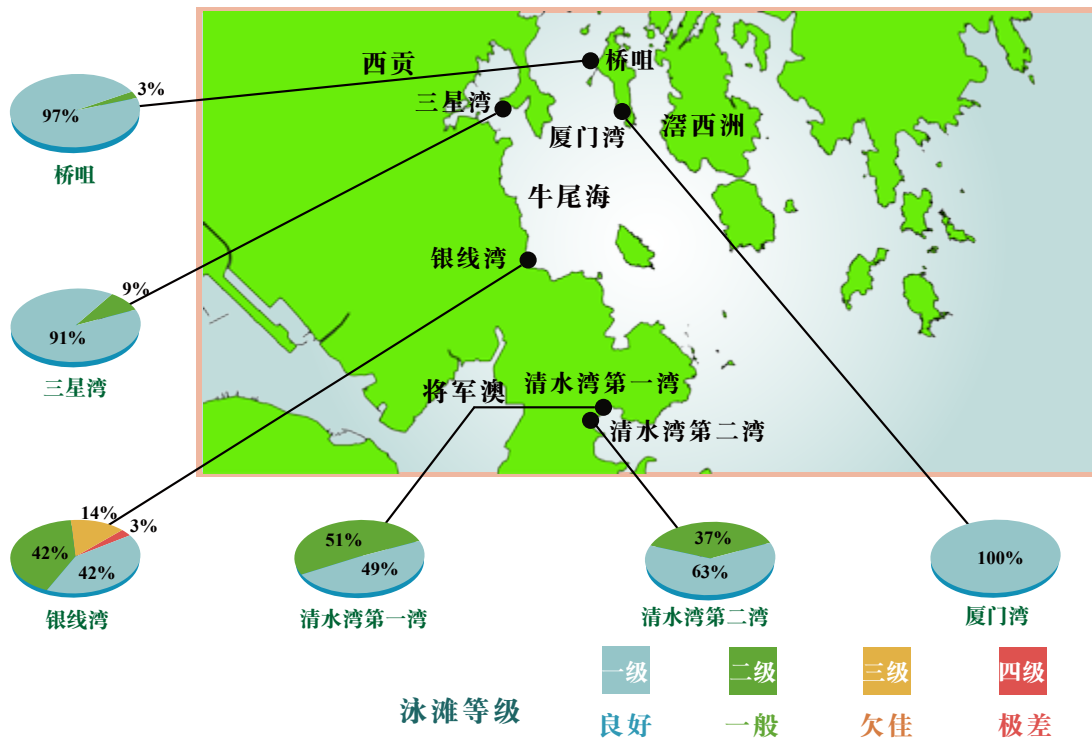 西贡
桥咀
3%
97%
三星湾
桥咀
厦门湾
滘西洲
牛尾海
银线湾
9%
91%
三星湾
将军澳
清水湾第一湾
清水湾第二湾
14%
3%
42%
42%
银线湾
51%
49%
清水湾第一湾
37%
63%
清水湾第二湾
100%
厦门湾
泳滩等级
一级
二级
三级
四级
良好
一般
欠佳
极差